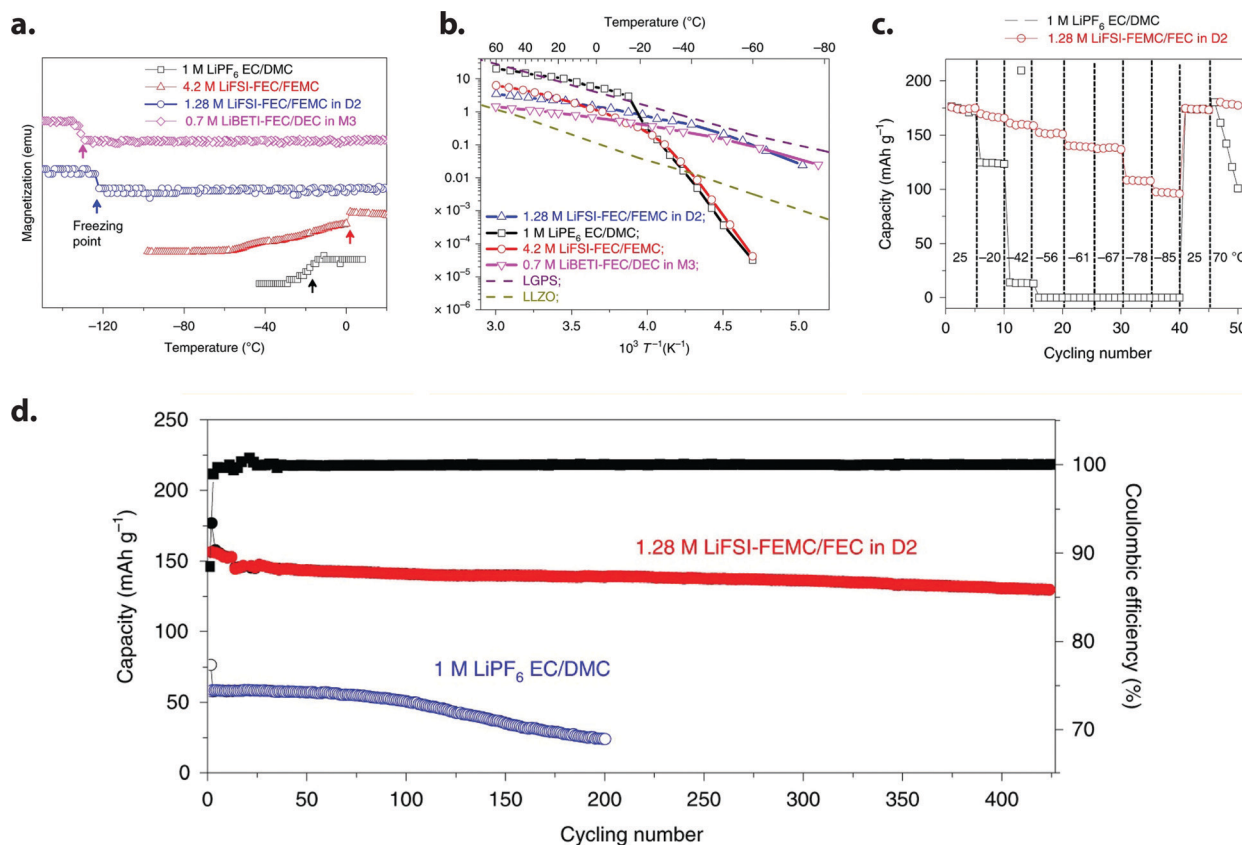 a.
1 M LiPF6 EC/DMC
4.2 M LiFSI-FEC/FEMC
1.28 M LiFSI-FEC/FEMC in D2
0.7 M LiBETI-FEC/DEC in M3
Magnetization (emu)
Freezing point
−120 −80 −40 0
Temperature (°C)
b.
Temperature (°C)
60 40 20 0 −20 −40 −60 −80
10
1
0.1
0.01
× 10−3
× 10−4
× 10−5
× 10−6
1.28 M LiFSI-FEC/FEMC in D2;
1 M LiPE6 EC/DMC;
4.2 M LiFSI-FEC/FEMC;
0.7 M LiBETI-FEC/DEC in M3;
LGPS;
LLZO;
3.0 3.5 4.0 4.5 5.0
10³ T−1(K−1)
c.
1 M LiPF6 EC/DMC
1.28 M LiFSI-FEMC/FEC in D2
Capacity (mAh g−1)
200
150
100
50
0
25 −20 −42 −56 −61 −67 −78 −85 25 70 °C
0 10 20 30 40 50
Cycling number
d.
250
250
150
150
100
50
0
Capacity (mAh g−1)
1.28 M LiFSI-FEMC/FEC in D2
1 M LiPF6 EC/DMC
100
90
80
70
Coulombic efficiency (%)
0 50 100 150 200 250 300 350 400
Cycling number